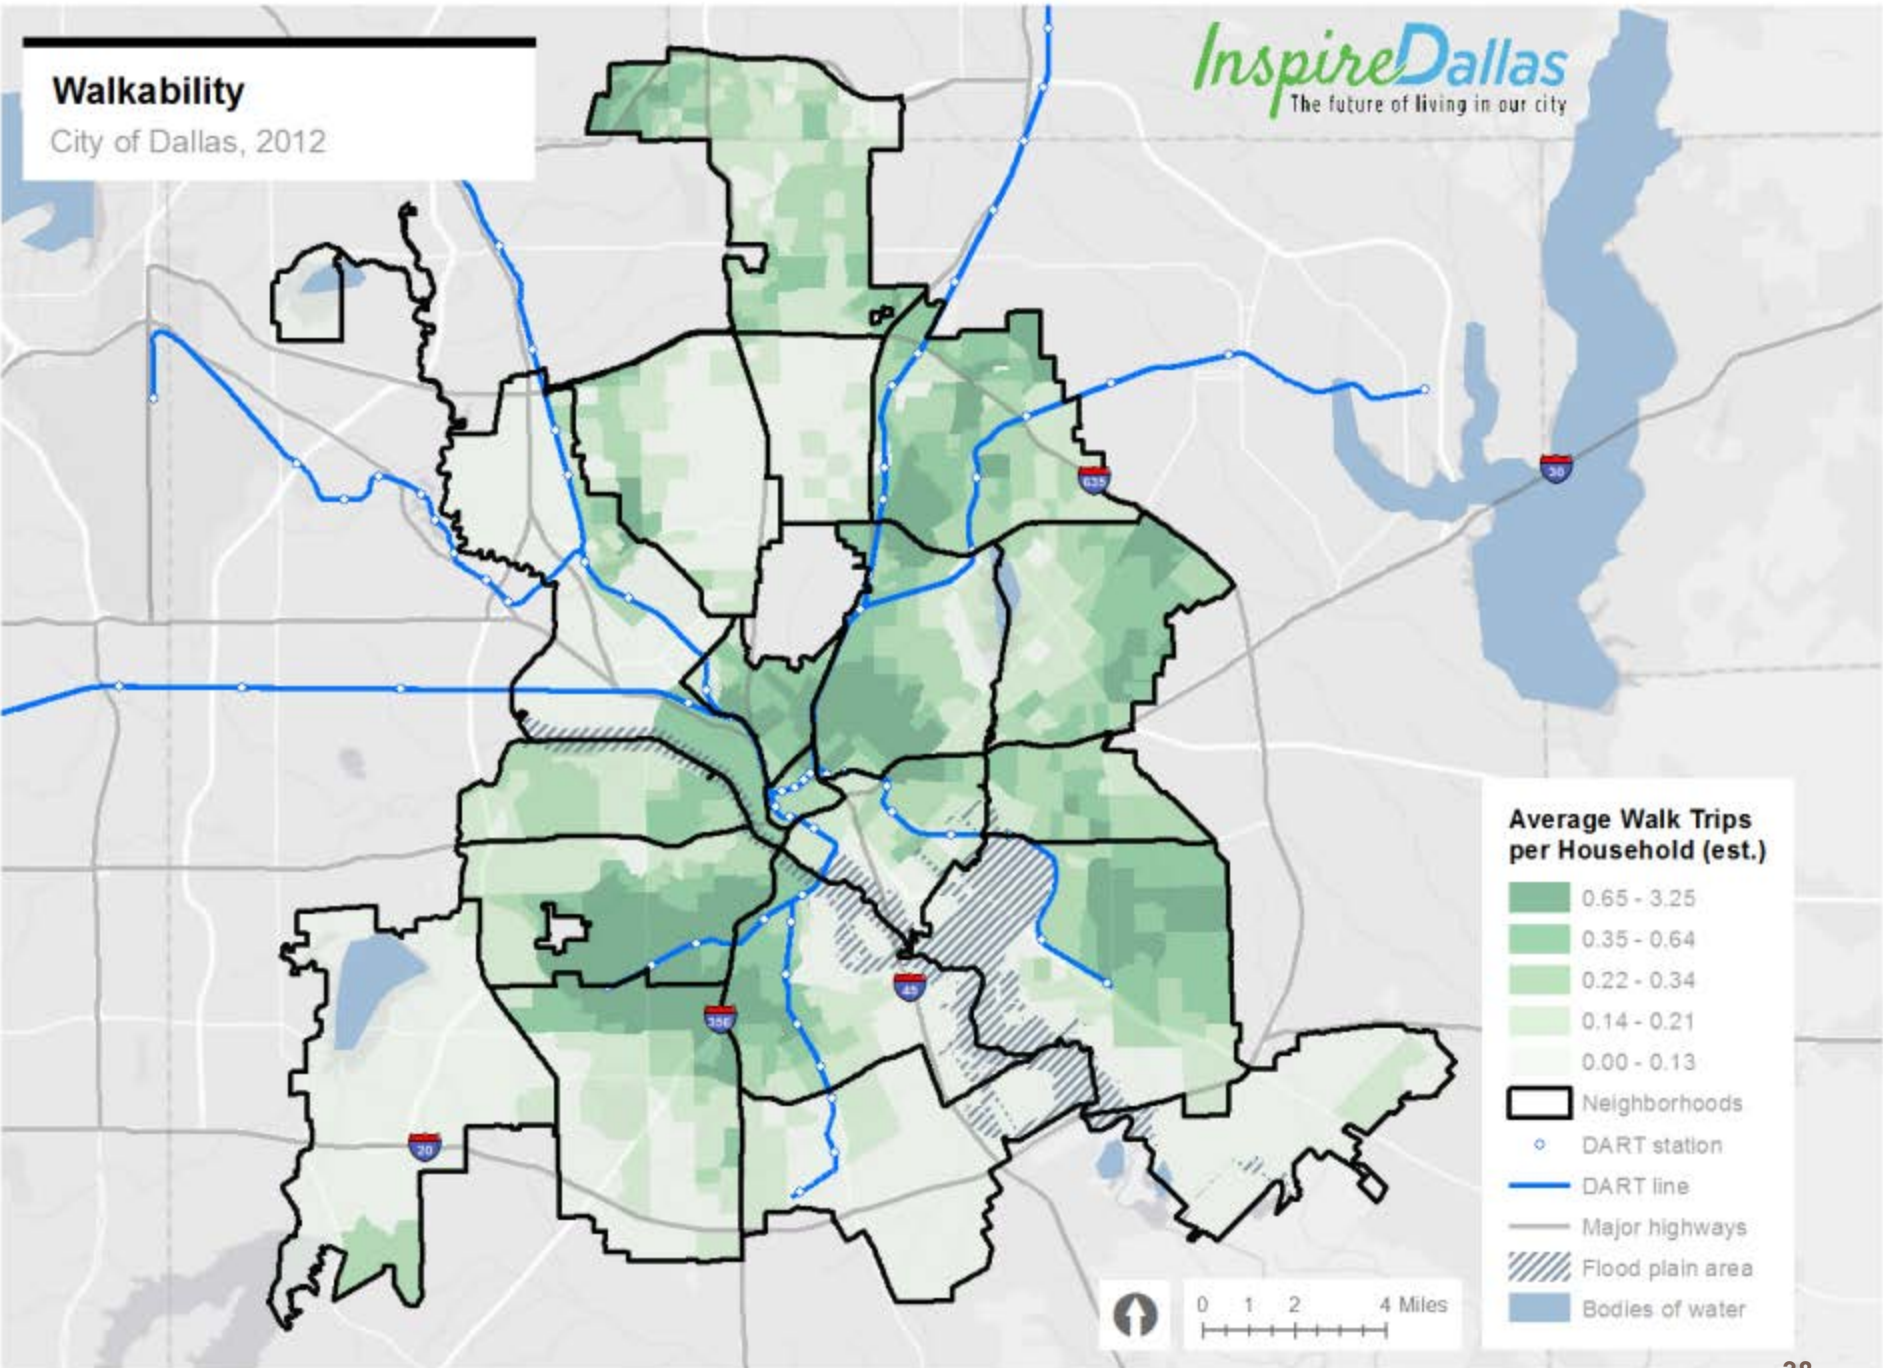 Walkability
City of Dallas, 2012
InspireDallas
The future of living in our city
635
30
45
35E
20
Average Walk Trips
per Household (est.)
0.65 - 3.25
0.35 - 0.64
0.22 - 0.34
0.14 - 0.21
0.00 - 0.13
Neighborhoods
DART station
DART line
Major highways
Flood plain area
Bodies of water
0 1 2 4 Miles